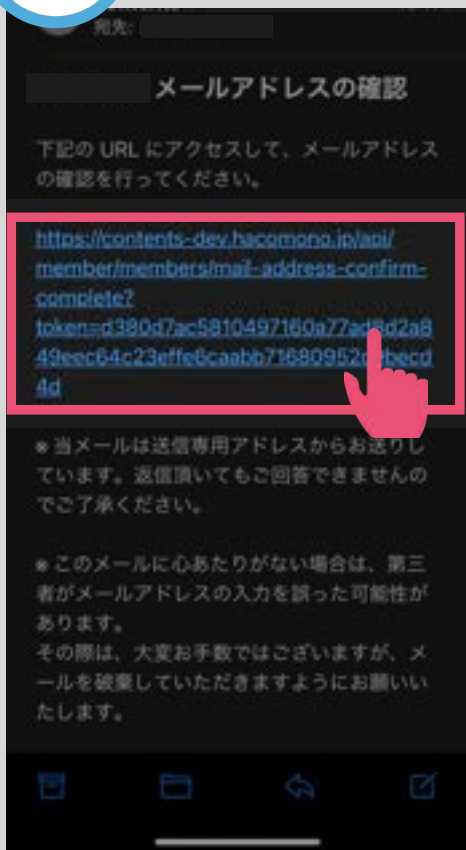 宛先:
メールアドレスの確認
下記の URL にアクセスして、メールアドレス
の確認を行ってください。
https://contents-dev.hacomono.jp/api/
member/members/mail-address-confirm-
complete?
※ 当メールは送信専用アドレスからお送りし
ています。返信頂いてもご回答できませんの
でご了承ください。
※ このメールに心あたりがない場合は、第三
者がメールアドレスの入力を誤った可能性が
あります。
その際は、大変お手数ではございますが、メ
ールを破棄していただきますようにお願いい
たします。